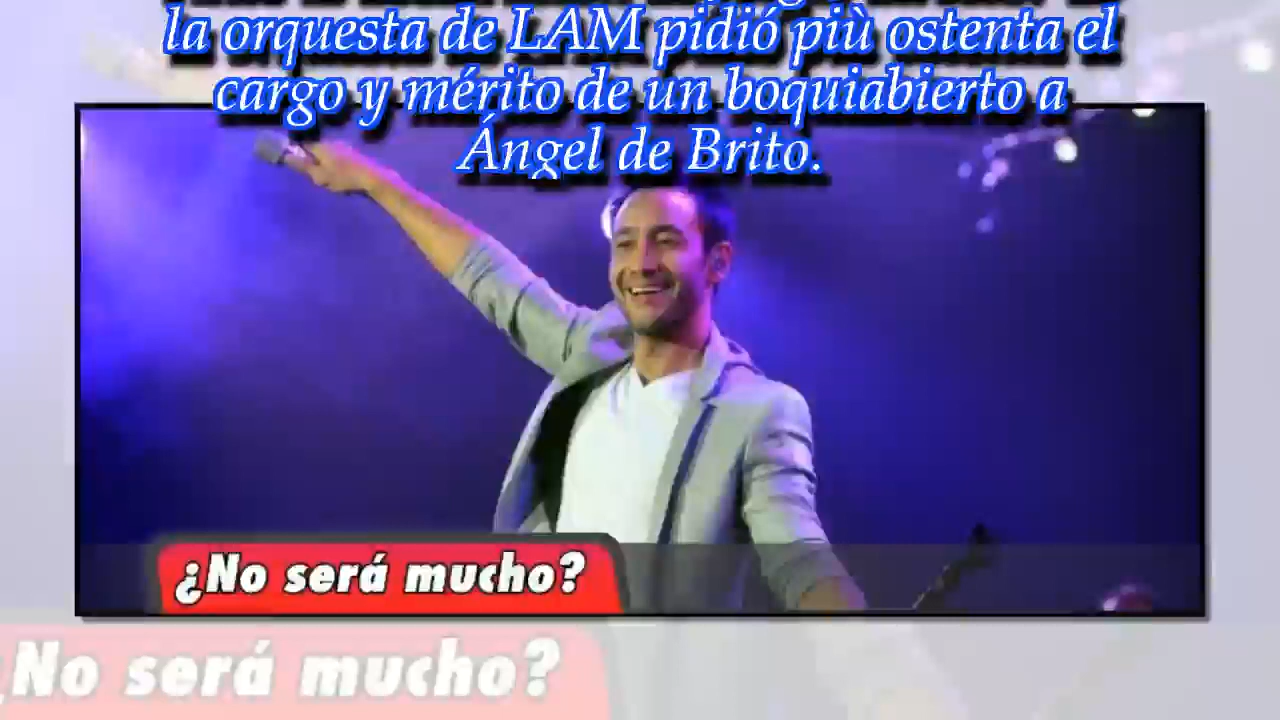 la orquesta de LAM pidió più ostenta el
cargo y mérito de un boquiabierto a
Ángel de Brito.
¿No será mucho?
¿No será mucho?